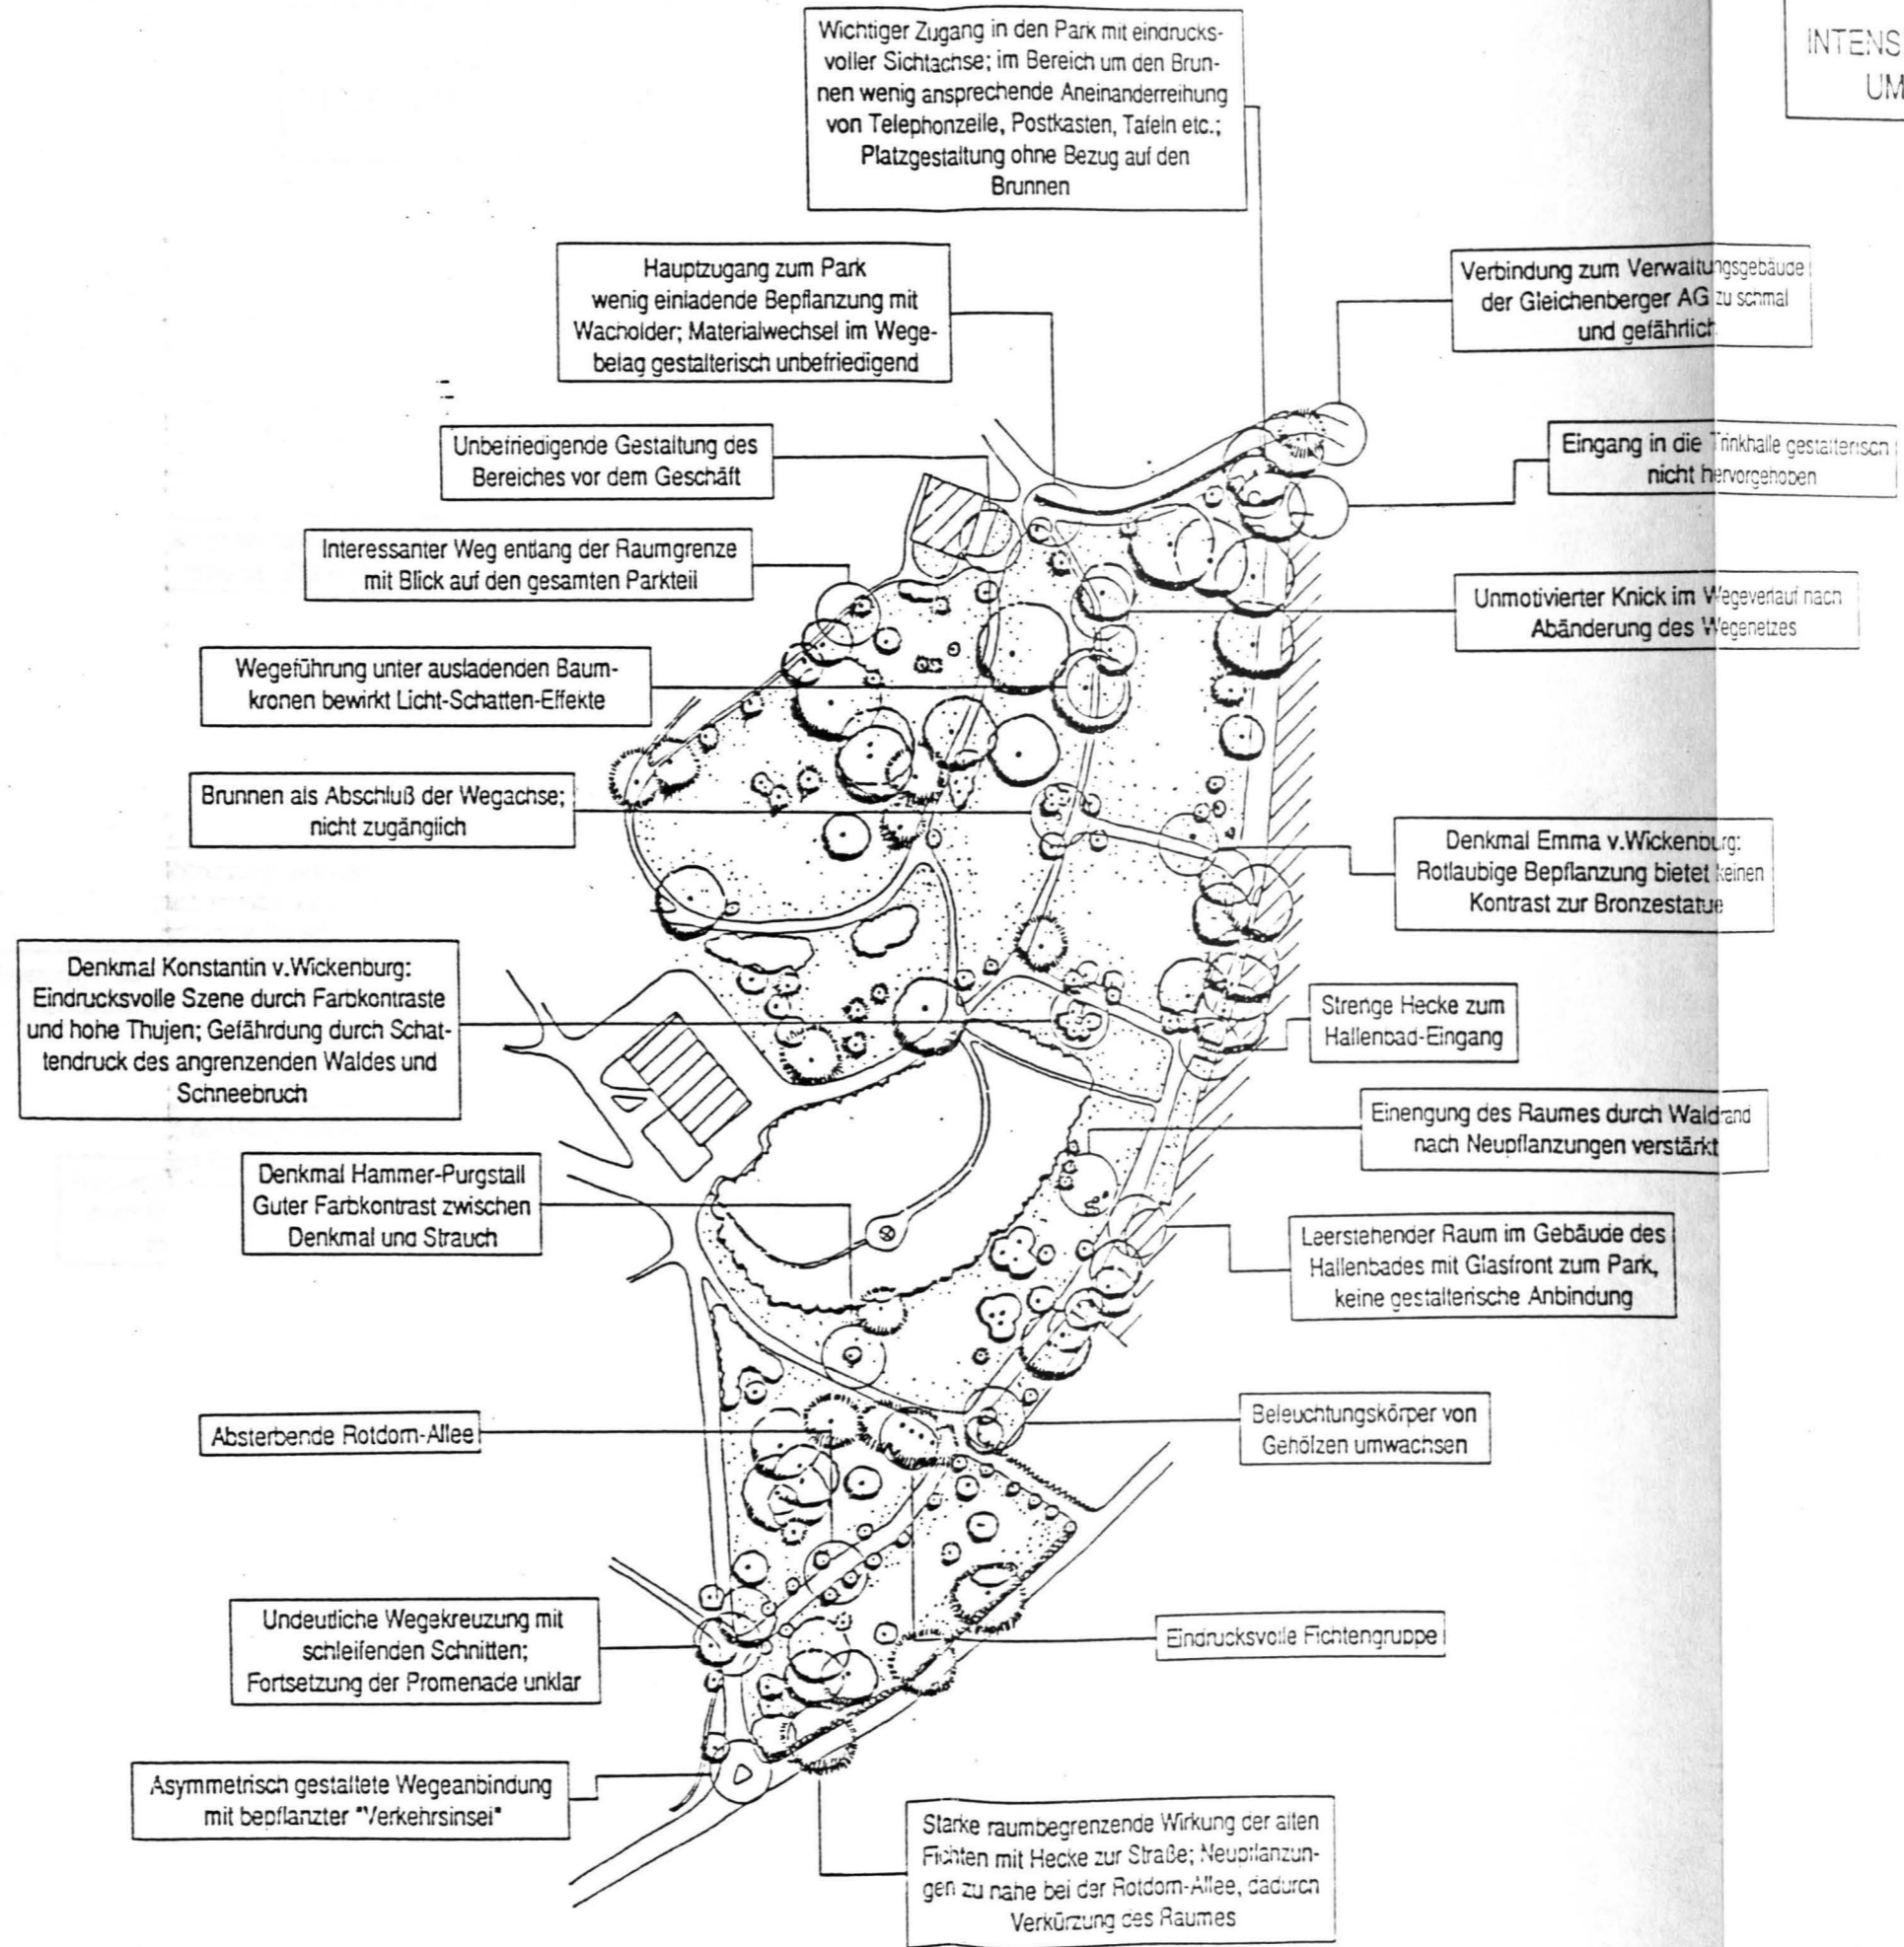 Wichtiger Zugang in den Park mit eindrucks-
voller Sichtachse; im Bereich um den Brun-
nen wenig ansprechende Aneinanderreihung
von Telephonzelle, Postkasten, Tafeln etc.;
Platzgestaltung ohne Bezug auf den
Brunnen
INTENS
UM
Hauptzugang zum Park
wenig einladende Bepflanzung mit
Wacholder; Materialwechsel im Wege-
belag gestalterisch unbefriedigend
Verbindung zum Verwaltungsgebäude
der Gleichenberger AG zu schmal
und gefährlich
Unbefriedigende Gestaltung des
Bereiches vor dem Geschäft
Eingang in die Trinkhalle gestalterisch
nicht hervorgehoben
Interessanter Weg entlang der Raumgrenze
mit Blick auf den gesamten Parkteil
Unmotivierter Knick im Wegeverlauf nach
Abänderung des Wegenetzes
Wegeführung unter ausladenden Baum-
kronen bewirkt Licht-Schatten-Effekte
Brunnen als Abschluß der Wegachse;
nicht zugänglich
Denkmal Emma v.Wickenburg:
Rotlaubige Bepflanzung bietet keinen
Kontrast zur Bronzestatue
Denkmal Konstantin v.Wickenburg:
Eindrucksvolle Szene durch Farbkontraste
und hohe Thujen; Gefährdung durch Schat-
tendruck des angrenzenden Waldes und
Schneebruch
Strenge Hecke zum
Hallenbad-Eingang
Einengung des Raumes durch Waldrand
nach Neupflanzungen verstärkt
Denkmal Hammer-Purgstall
Guter Farbkontrast zwischen
Denkmal und Strauch
Leerstehender Raum im Gebäude des
Hallenbades mit Glasfront zum Park,
keine gestalterische Anbindung
Absterbende Rotdorn-Allee
Beleuchtungskörper von
Gehölzen umwachsen
Undeutliche Wegekreuzung mit
schleifenden Schnitten;
Fortsetzung der Promenade unklar
Eindrucksvolle Fichtengruppe
Asymmetrisch gestaltete Wegeanbindung
mit bepflanzter "Verkehrsinsel"
Starke raumbegrenzende Wirkung der alten
Fichten mit Hecke zur Straße; Neupflanzun-
gen zu nahe bei der Rotdorn-Allee, dadurch
Verkürzung des Raumes